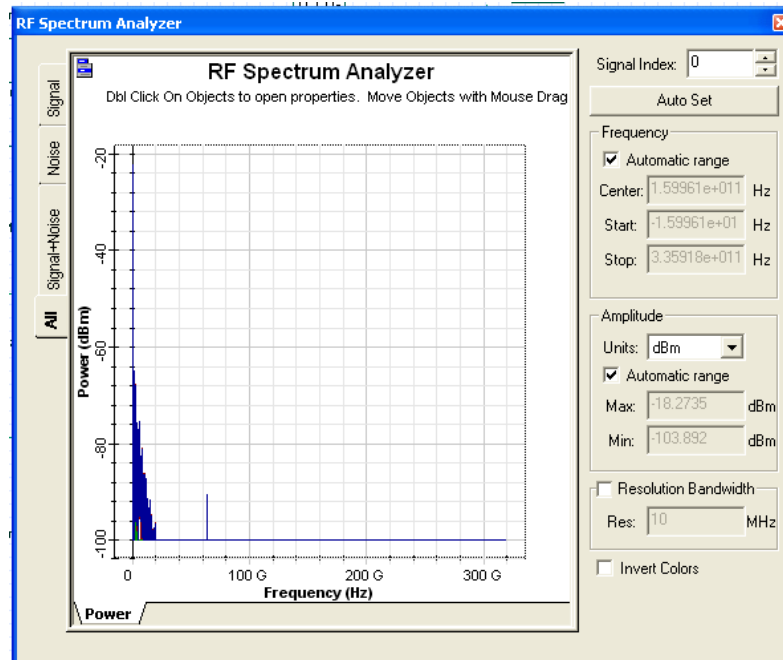 RF Spectrum Analyzer
RF Spectrum Analyzer
Dbl Click On Objects to open properties. Move Objects with Mouse Drag
Signal
Noise
Signal+Noise
All
Power (dBm)
-20
-40
-60
-80
-100
0
100 G
200 G
300 G
Frequency (Hz)
Power
Signal Index: 0
Auto Set
Frequency
Automatic range
Center: 1.59961e+011 Hz
Start: -1.59961e+01 Hz
Stop: 3.35918e+011 Hz
Amplitude
Units: dBm
Automatic range
Max: -18.2735 dBm
Min: -103.892 dBm
Resolution Bandwidth
Res: 10 MHz
Invert Colors